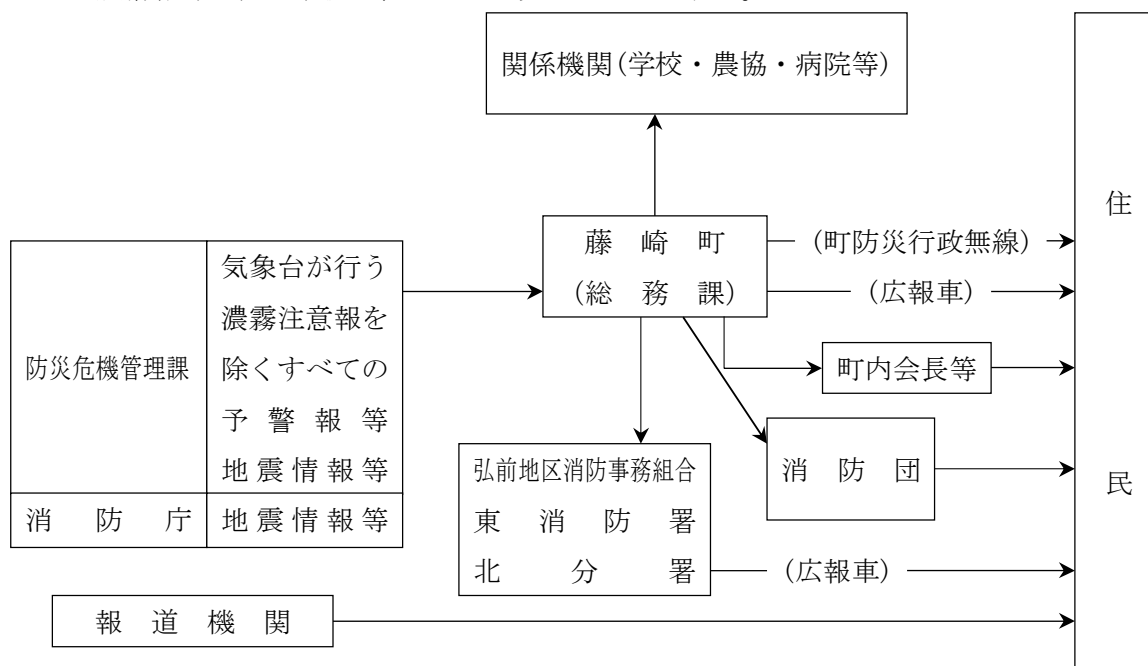 関係機関(学校・農協・病院等)
住
民
藤崎町
(総務課)
(町防災行政無線)
(広報車)
防災危機管理課
気象台が行う
濃霧注意報を
除くすべての
予警報等
地震情報等
消防庁
地震情報等
町内会長等
消防団
弘前地区消防事務組合
東消防署
北分署
(広報車)
報道機関